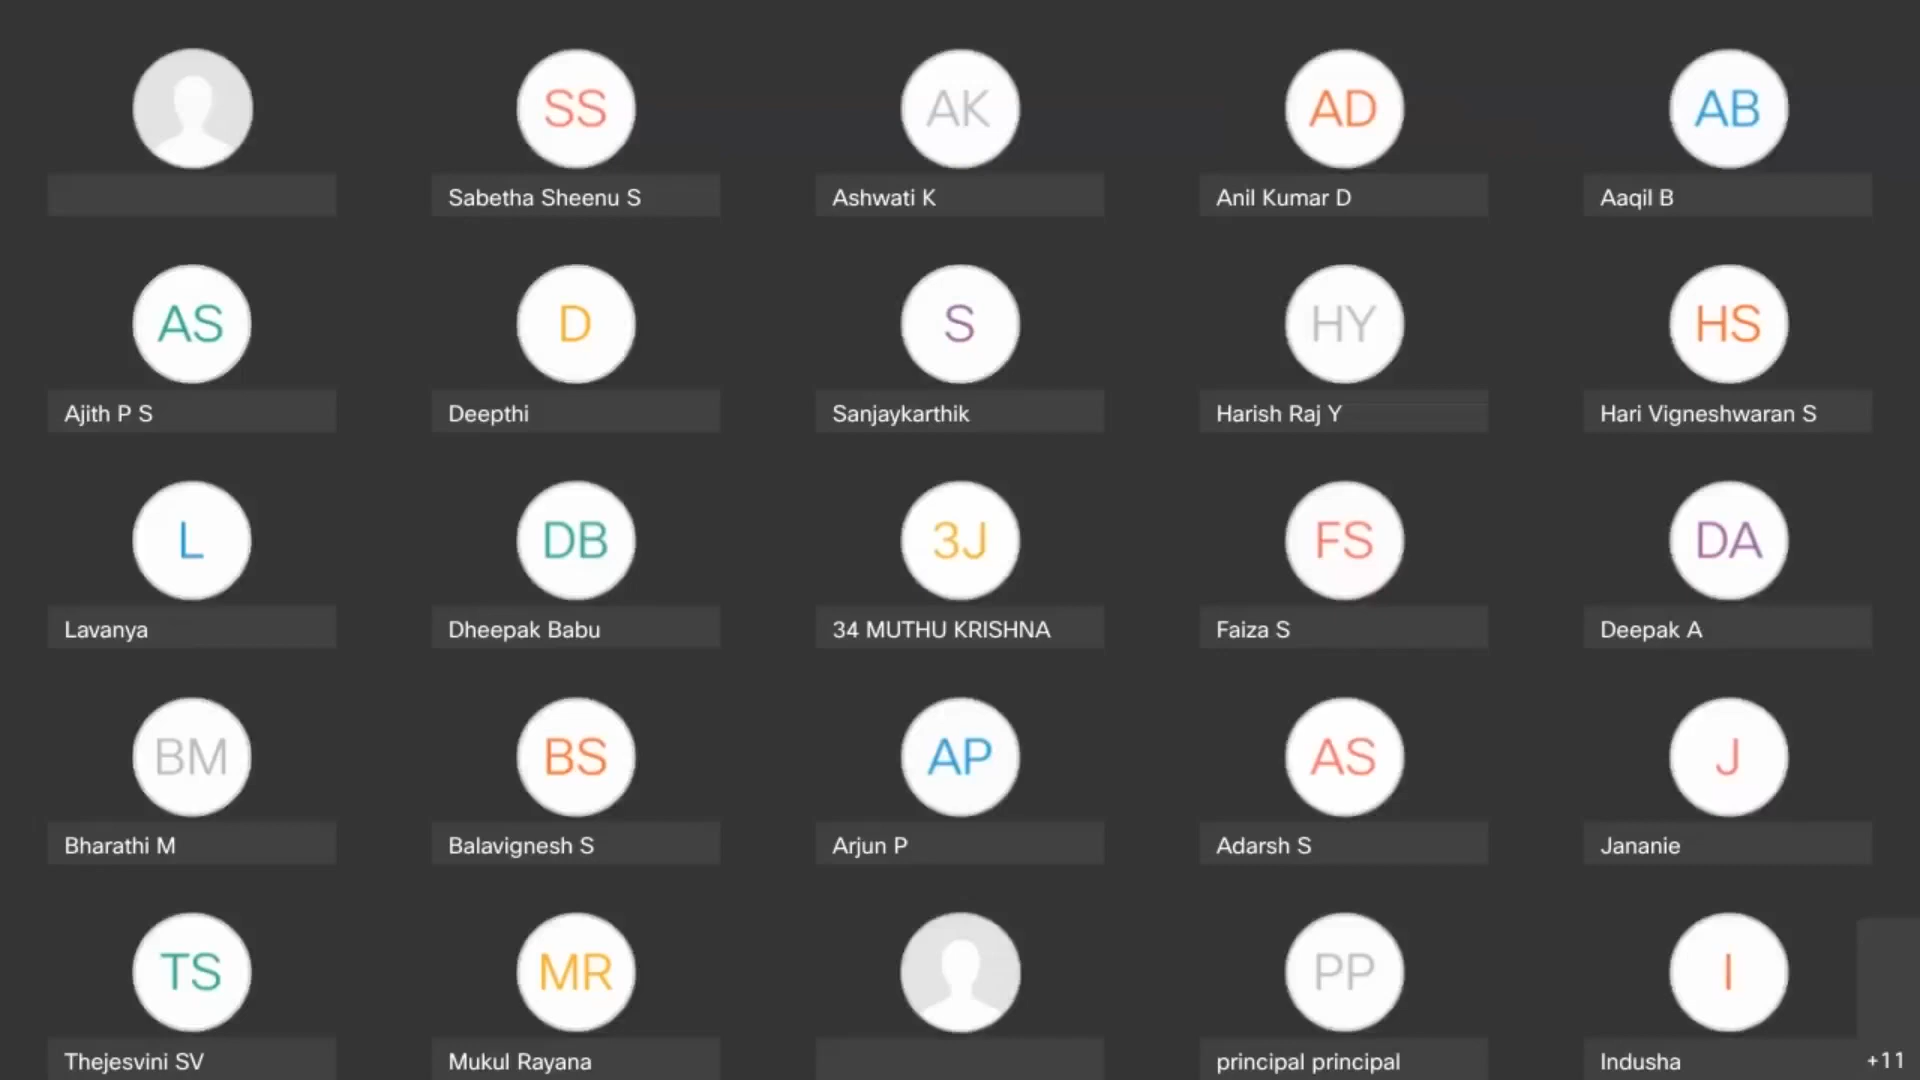 SS
AK
AD
AB
Sabetha Sheenu S
Ashwati K
Anil Kumar D
Aaqil B
AS
D
S
HY
HS
Ajith P S
Deepthi
Sanjaykarthik
Harish Raj Y
Hari Vigneshwaran S
L
DB
3J
FS
DA
Lavanya
Dheepak Babu
34 MUTHU KRISHNA
Faiza S
Deepak A
BM
BS
AP
AS
J
Bharathi M
Balavignesh S
Arjun P
Adarsh S
Jananie
TS
MR
PP
I
Thejesvini SV
Mukul Rayana
principal principal
Indusha
+11